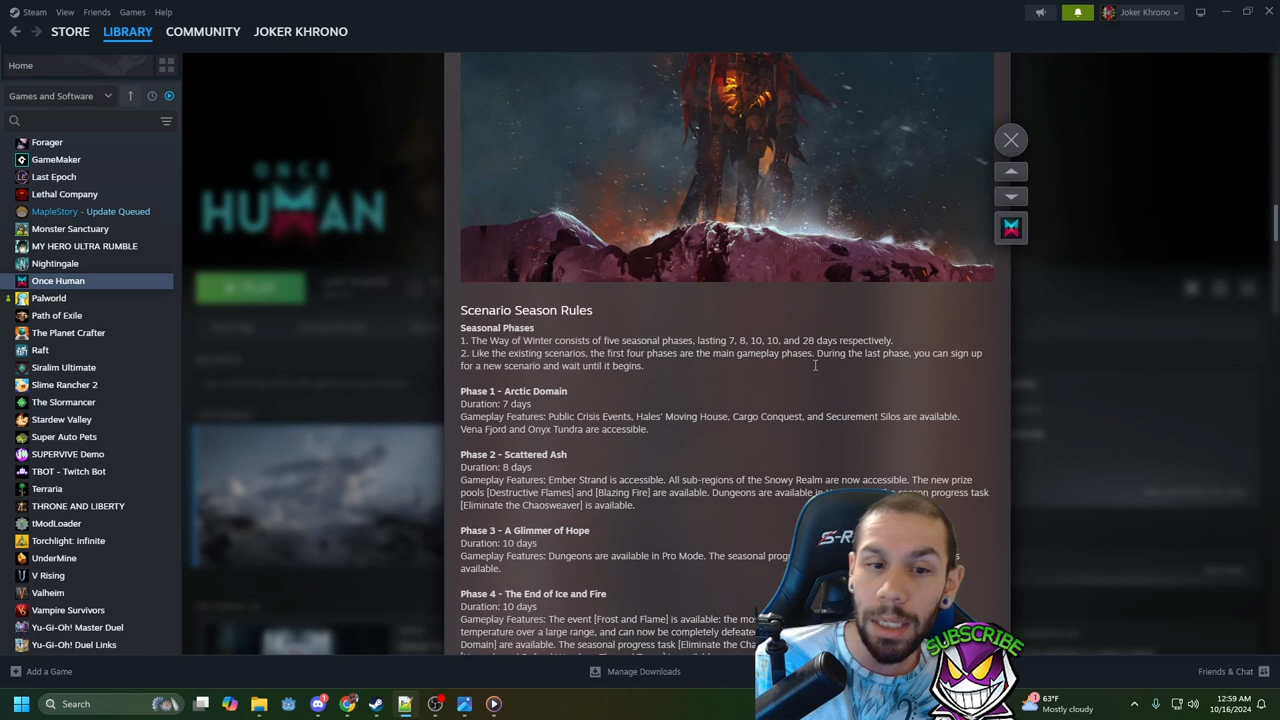 Steam View Friends Games Help
Joker Khrono
STORE LIBRARY COMMUNITY JOKER KHRONO
Home
Games and Software
Forager
GameMaker
Last Epoch
Lethal Company
MapleStory - Update Queued
Monster Sanctuary
MY HERO ULTRA RUMBLE
Nightingale
Once Human
Palworld
Path of Exile
The Planet Crafter
Raft
Siralim Ultimate
Slime Rancher 2
The Slormancer
Stardew Valley
Super Auto Pets
SUPERVIVE Demo
TBOT - Twitch Bot
Terraria
THRONE AND LIBERTY
tModLoader
Torchlight: Infinite
UnderMine
V Rising
Valheim
Vampire Survivors
Yu-Gi-Oh! Master Duel
Yu-Gi-Oh! Duel Links
ONCE
HUMAN
PLAY
Scenario Season Rules
Seasonal Phases
1. The Way of Winter consists of five seasonal phases, lasting 7, 8, 10, 10, and 28 days respectively.
2. Like the existing scenarios, the first four phases are the main gameplay phases. During the last phase, you can sign up
for a new scenario and wait until it begins.
Phase 1 - Arctic Domain
Duration: 7 days
Gameplay Features: Public Crisis Events, Hales' Moving House, Cargo Conquest, and Securement Silos are available.
Vena Fjord and Onyx Tundra are accessible.
Phase 2 - Scattered Ash
Duration: 8 days
Gameplay Features: Ember Strand is accessible. All sub-regions of the Snowy Realm are now accessible. The new prize
pools [Destructive Flames] and [Blazing Fire] are available. Dungeons are available in progress task
[Eliminate the Chaosweaver] is available.
Phase 3 - A Glimmer of Hope
Duration: 10 days
Gameplay Features: Dungeons are available in Pro Mode. The seasonal
available.
Phase 4 - The End of Ice and Fire
Duration: 10 days
Gameplay Features: The event [Frost and Flame] is available: the
temperature over a large range, and can now be completely
Domain] are available. The seasonal progress task [Eliminate the
SUBSCRIBE
Add a Game
Manage Downloads
Friends & Chat
Search
63°F
Mostly cloudy
12:59 AM
10/16/2024